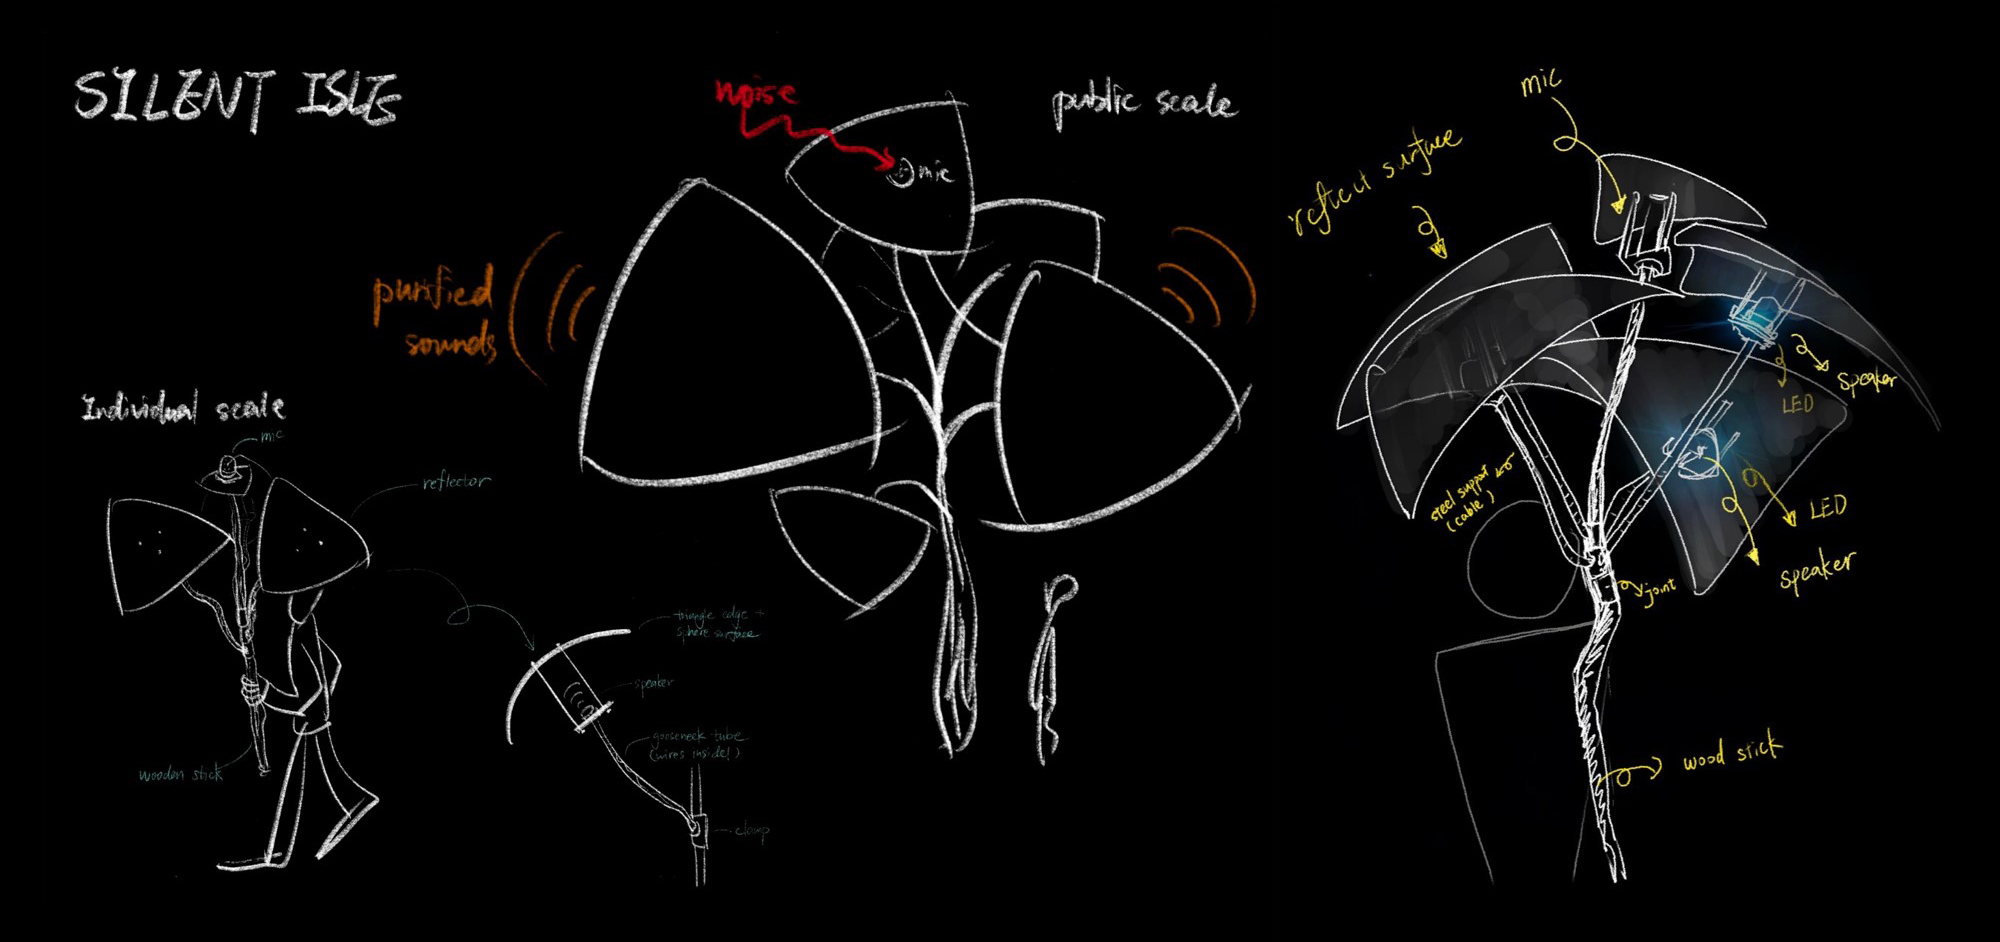 SILENT ISLES
noise
mic
public scale
purified
sounds
Individual scale
mic
reflector
wooden stick
triangle edge +
sphere surface
speaker
gooseneck tube
(wires inside!)
clamp
mic
reflect surface
speaker
LED
steel support
(cable)
LED
speaker
joint
wood stick